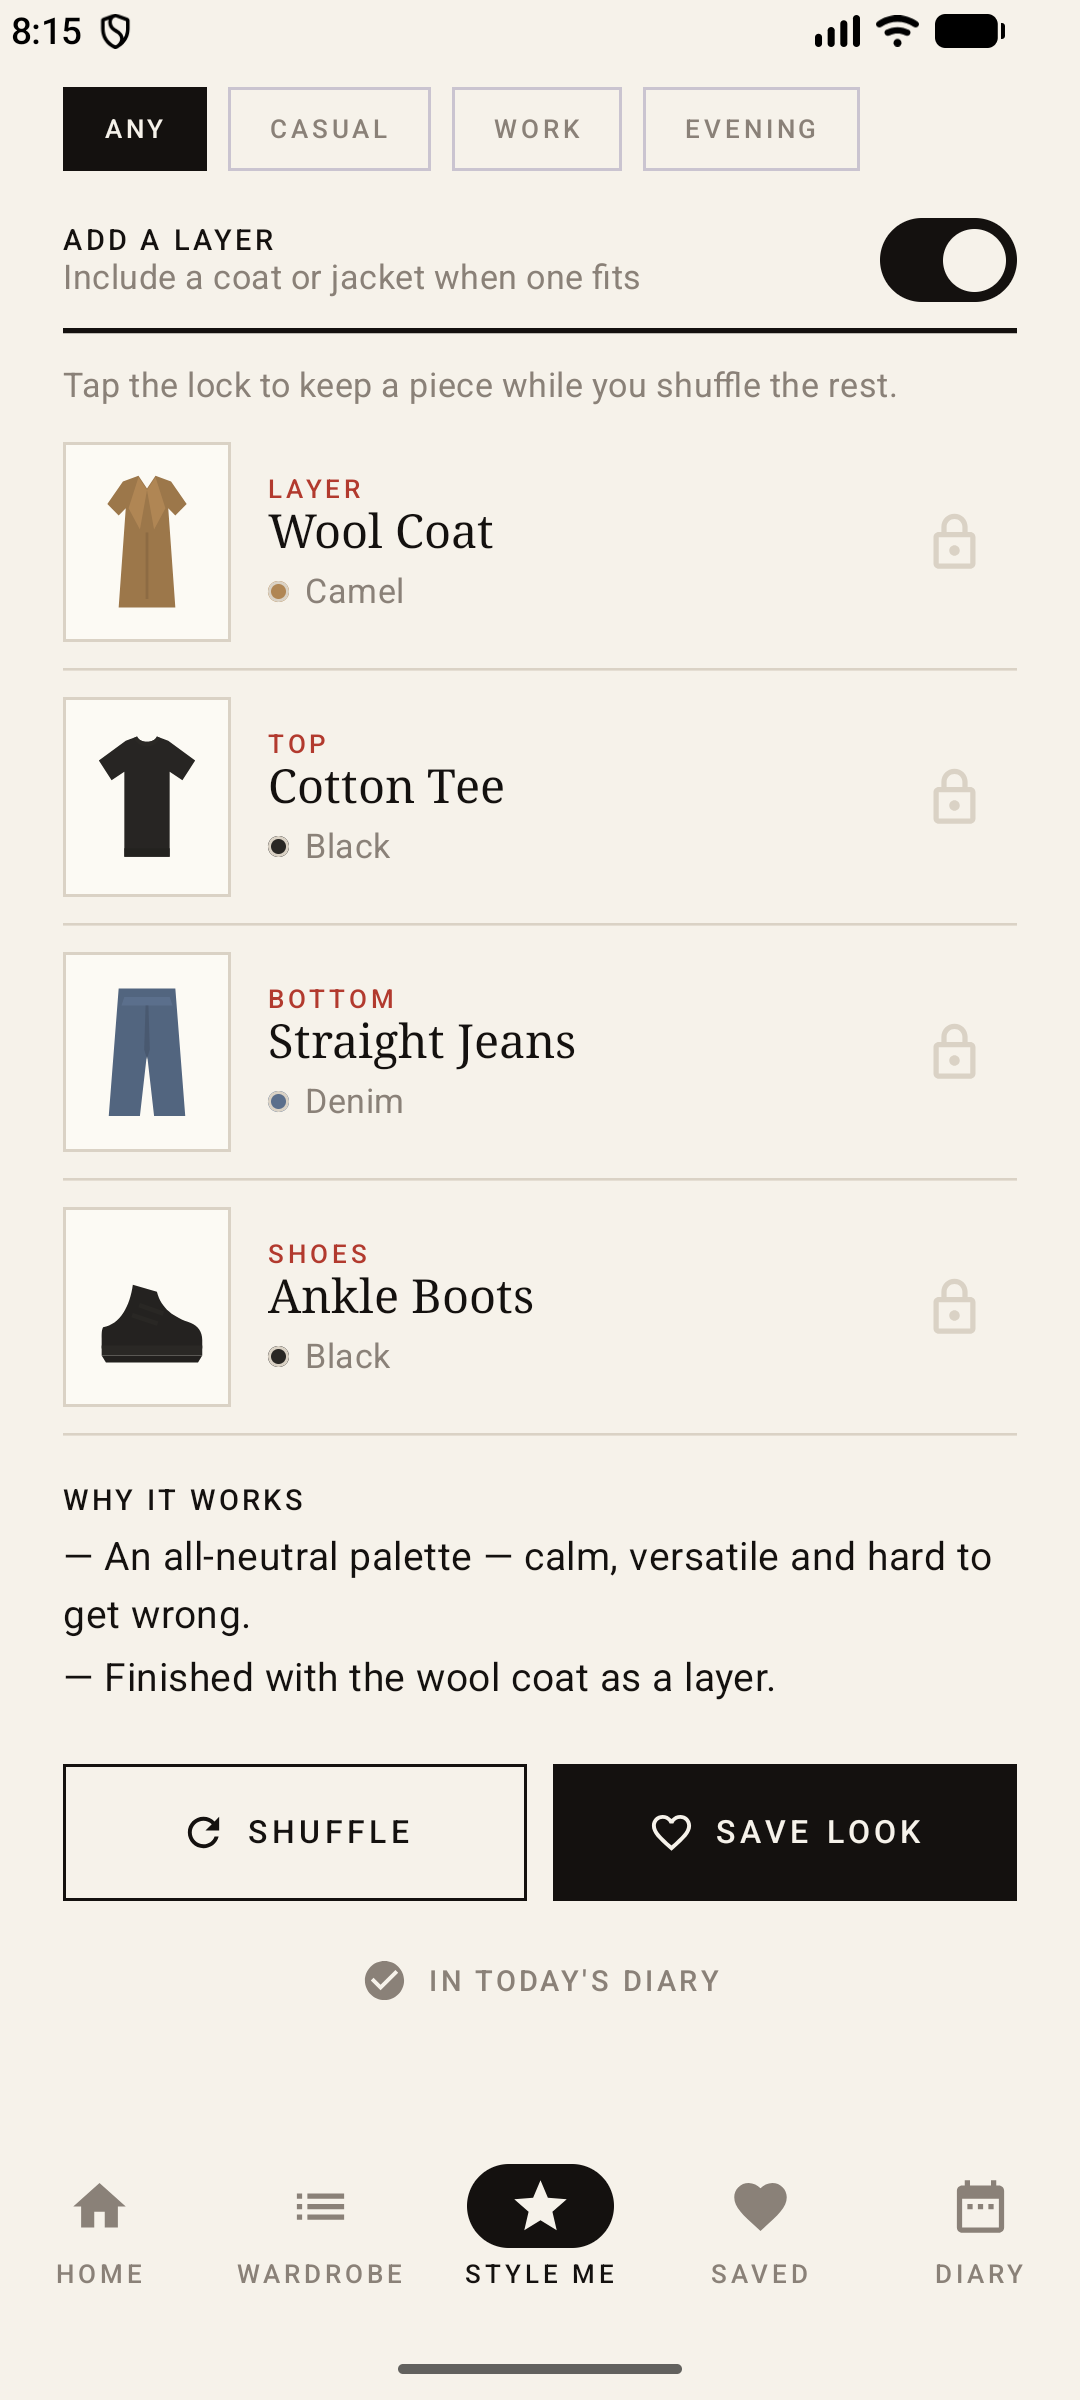 8:15
ANY
CASUAL
WORK
EVENING
ADD A LAYER
Include a coat or jacket when one fits
Tap the lock to keep a piece while you shuffle the rest.
LAYER
Wool Coat
Camel
TOP
Cotton Tee
Black
BOTTOM
Straight Jeans
Denim
SHOES
Ankle Boots
Black
WHY IT WORKS
— An all-neutral palette — calm, versatile and hard to
get wrong.
— Finished with the wool coat as a layer.
SHUFFLE
SAVE LOOK
IN TODAY'S DIARY
HOME
WARDROBE
STYLE ME
SAVED
DIARY